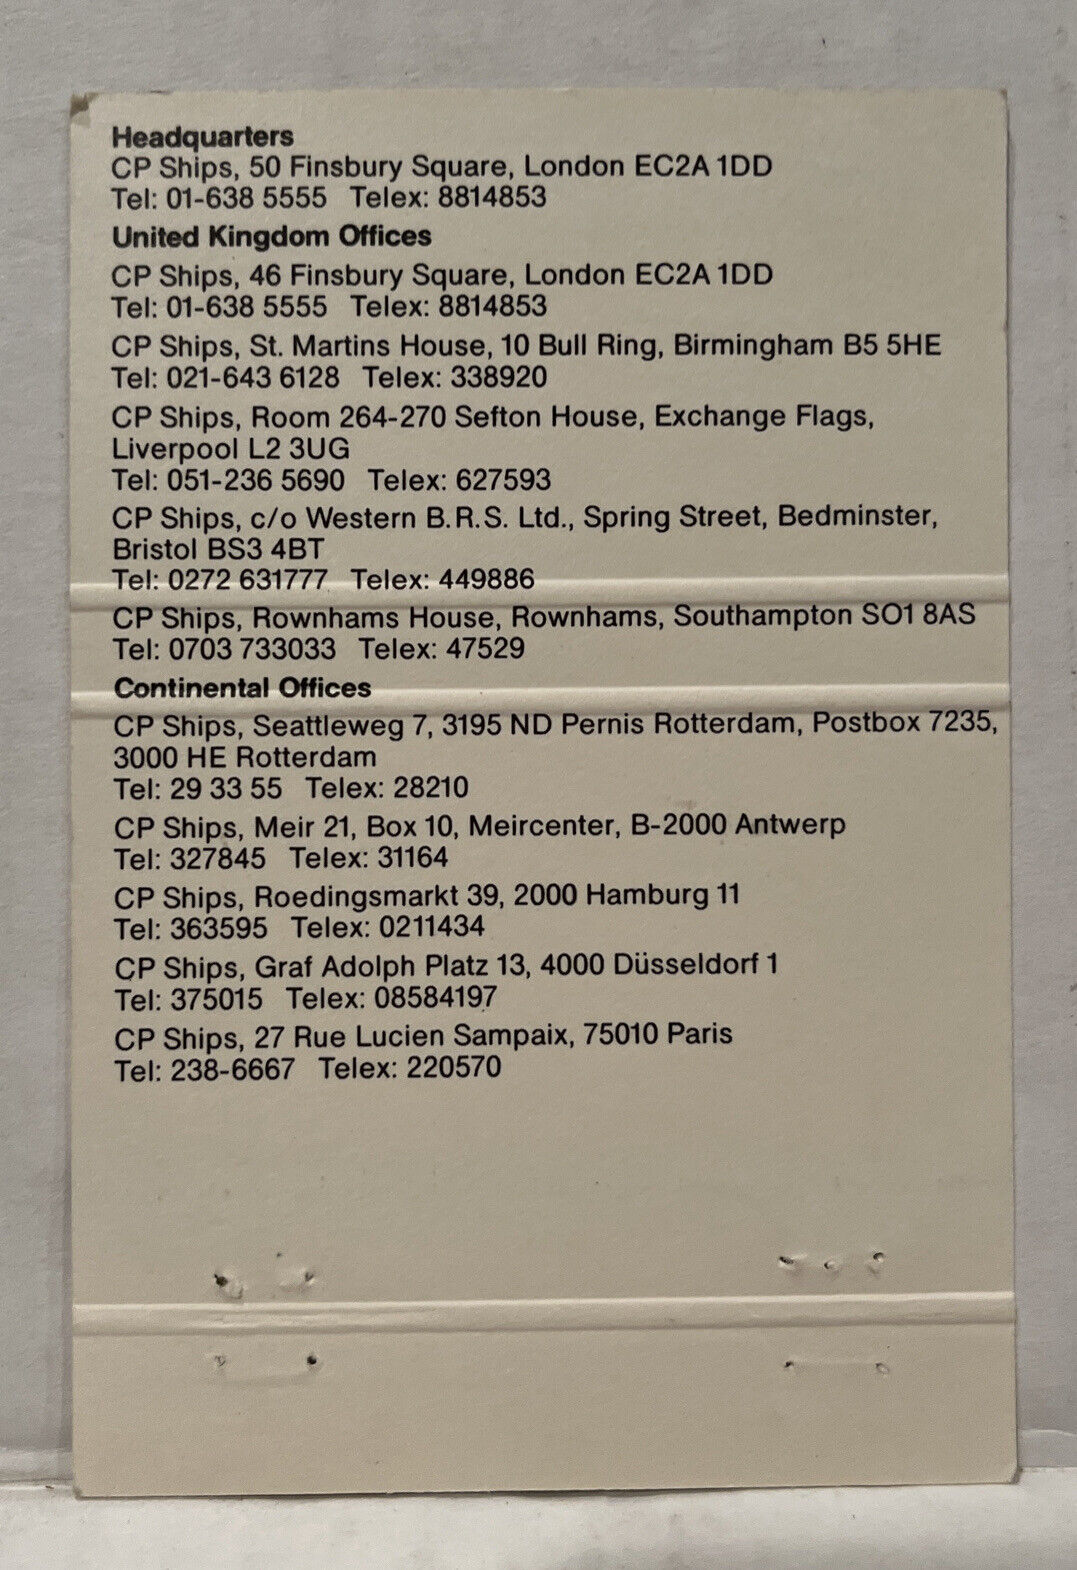 Headquarters
CP Ships, 50 Finsbury Square, London EC2A 1DD
Tel: 01-638 5555 Telex: 8814853
United Kingdom Offices
CP Ships, 46 Finsbury Square, London EC2A 1DD
Tel: 01-638 5555 Telex: 8814853
CP Ships, St. Martins House, 10 Bull Ring, Birmingham B5 5HE
Tel: 021-643 6128 Telex: 338920
CP Ships, Room 264-270 Sefton House, Exchange Flags,
Liverpool L2 3UG
Tel: 051-236 5690 Telex: 627593
CP Ships, c/o Western B.R.S. Ltd., Spring Street, Bedminster,
Bristol BS3 4BT
Tel: 0272 631777 Telex: 449886
CP Ships, Rownhams House, Rownhams, Southampton SO1 8AS
Tel: 0703 733033 Telex: 47529
Continental Offices
CP Ships, Seattleweg 7, 3195 ND Pernis Rotterdam, Postbox 7235,
3000 HE Rotterdam
Tel: 29 33 55 Telex: 28210
CP Ships, Meir 21, Box 10, Meircenter, B-2000 Antwerp
Tel: 327845 Telex: 31164
CP Ships, Roedingsmarkt 39, 2000 Hamburg 11
Tel: 363595 Telex: 0211434
CP Ships, Graf Adolph Platz 13, 4000 Düsseldorf 1
Tel: 375015 Telex: 08584197
CP Ships, 27 Rue Lucien Sampaix, 75010 Paris
Tel: 238-6667 Telex: 220570